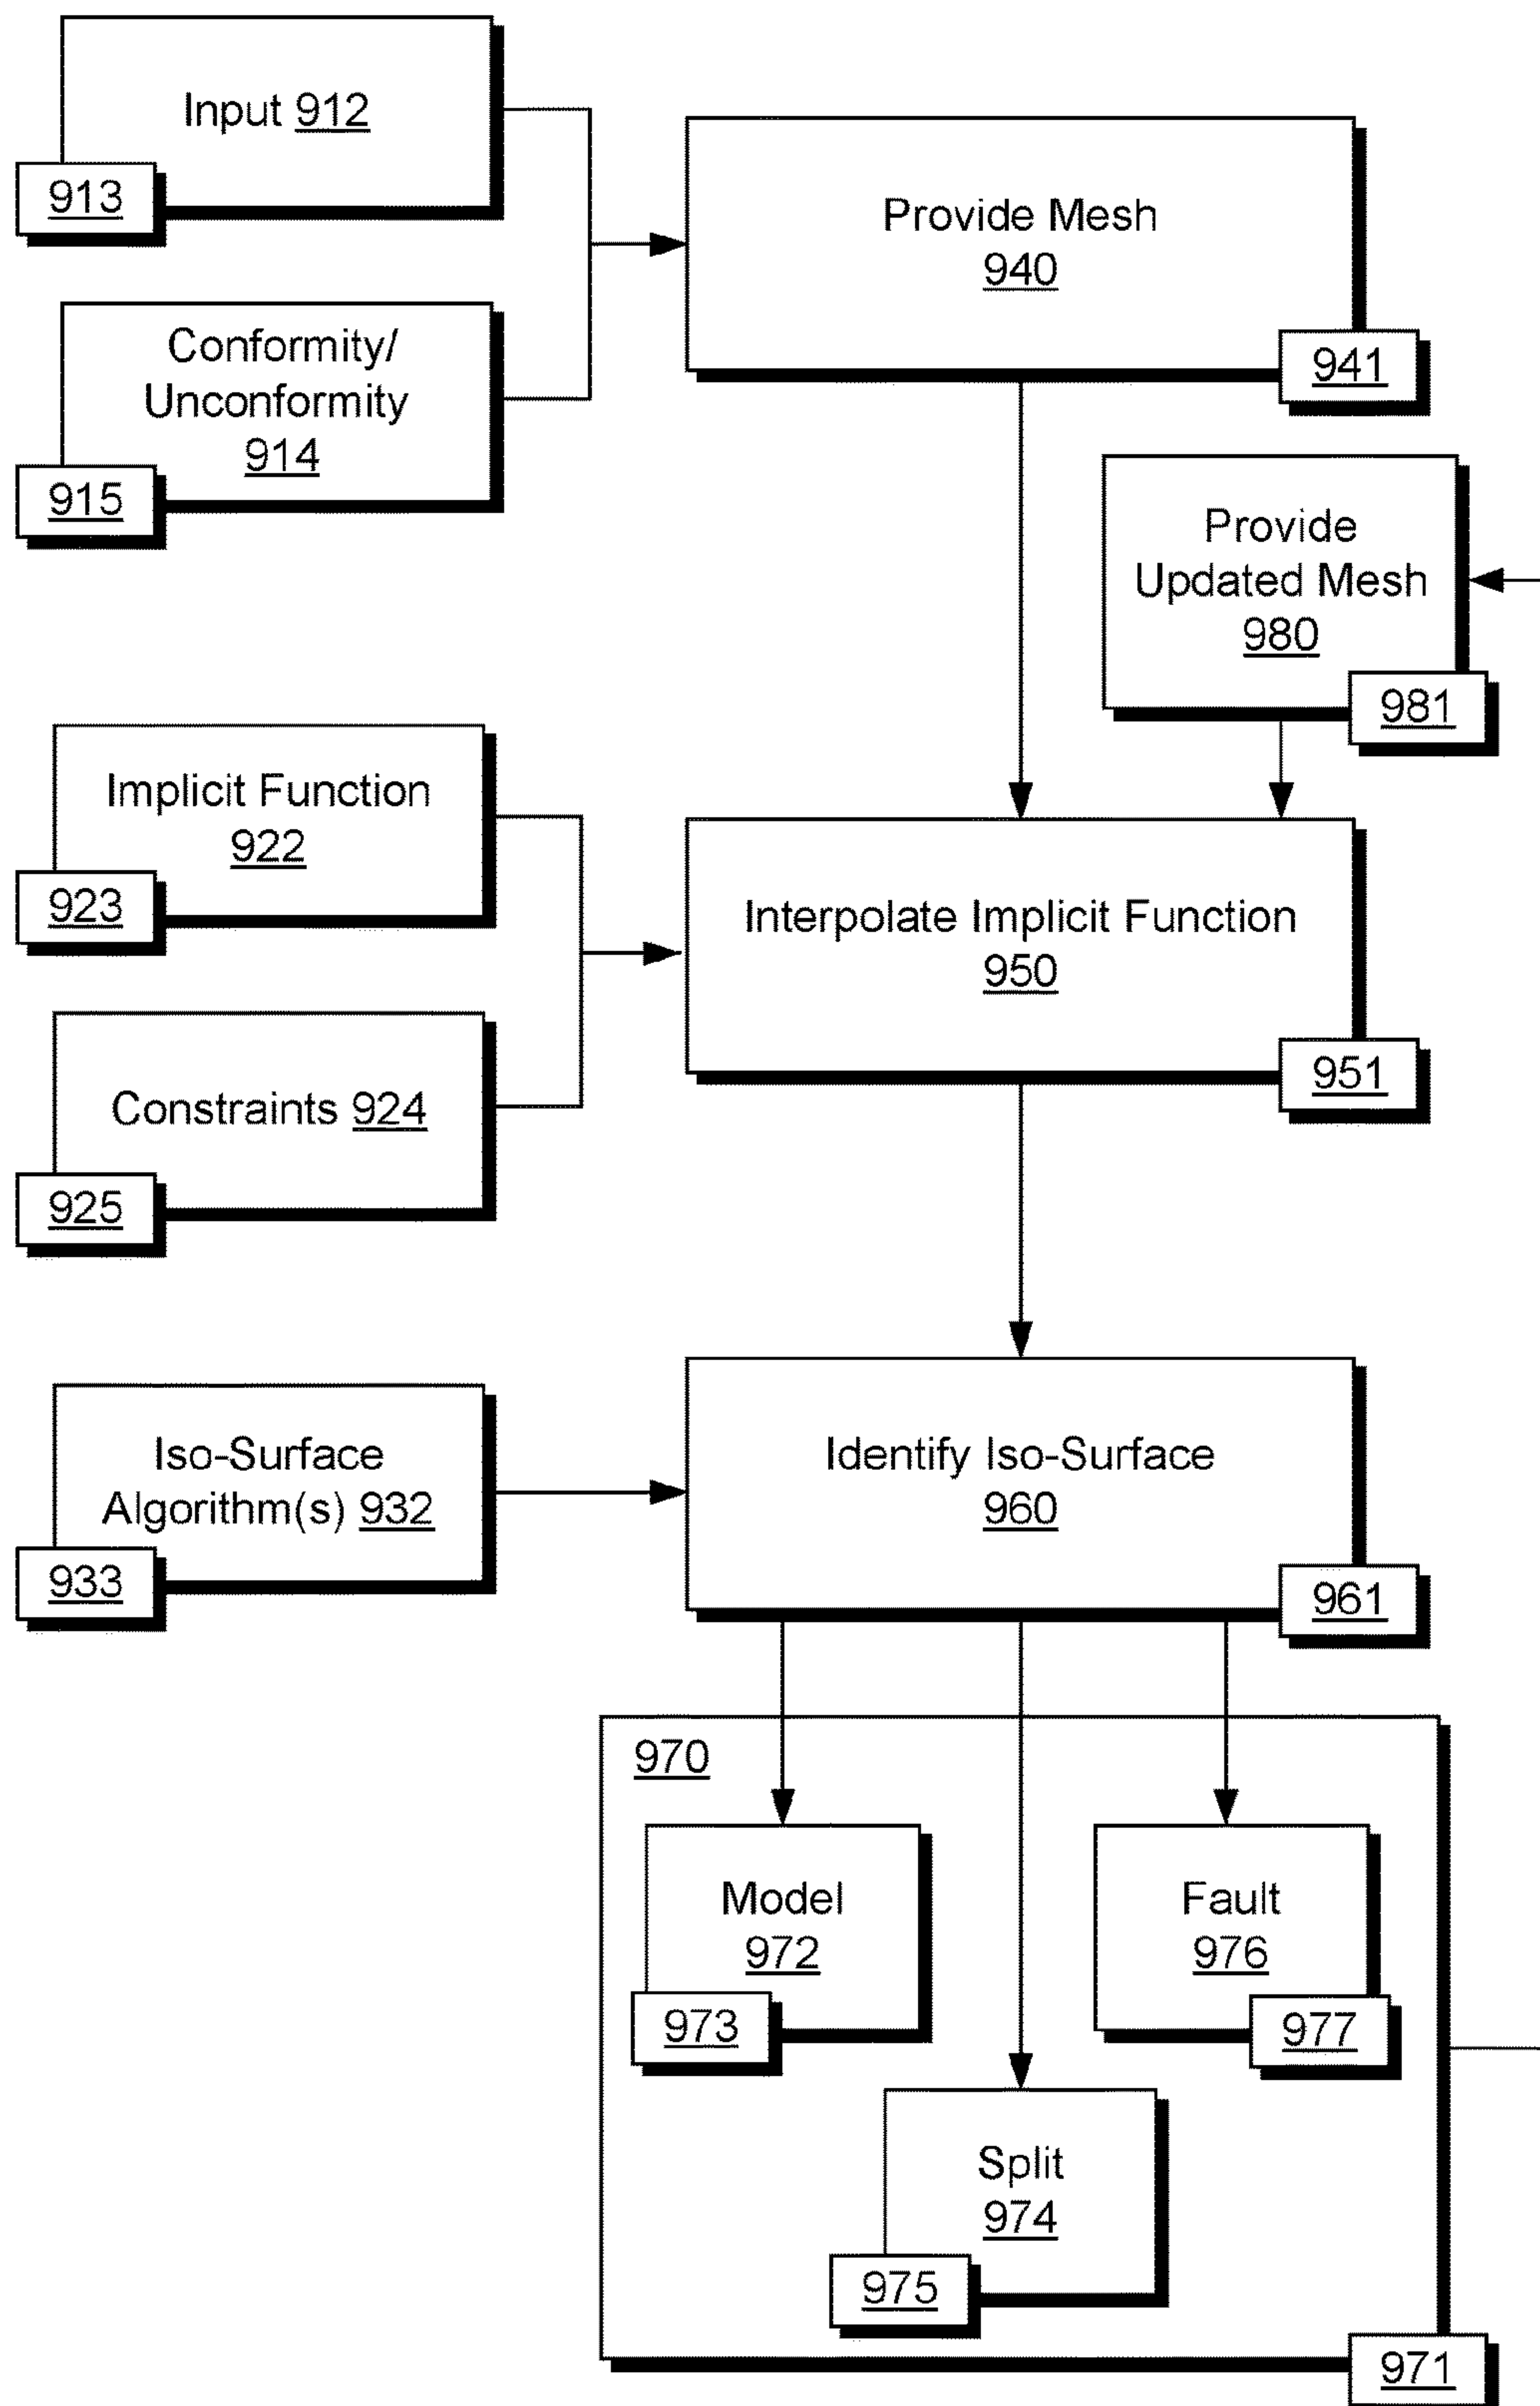 Input 912
913
Conformity/
Unconformity
914
915
Provide Mesh
940
941
Provide
Updated Mesh
980
981
Implicit Function
922
923
Constraints 924
925
Interpolate Implicit Function
950
951
Iso-Surface
Algorithm(s) 932
933
Identify Iso-Surface
960
961
970
Model
972
973
Fault
976
977
Split
974
975
971